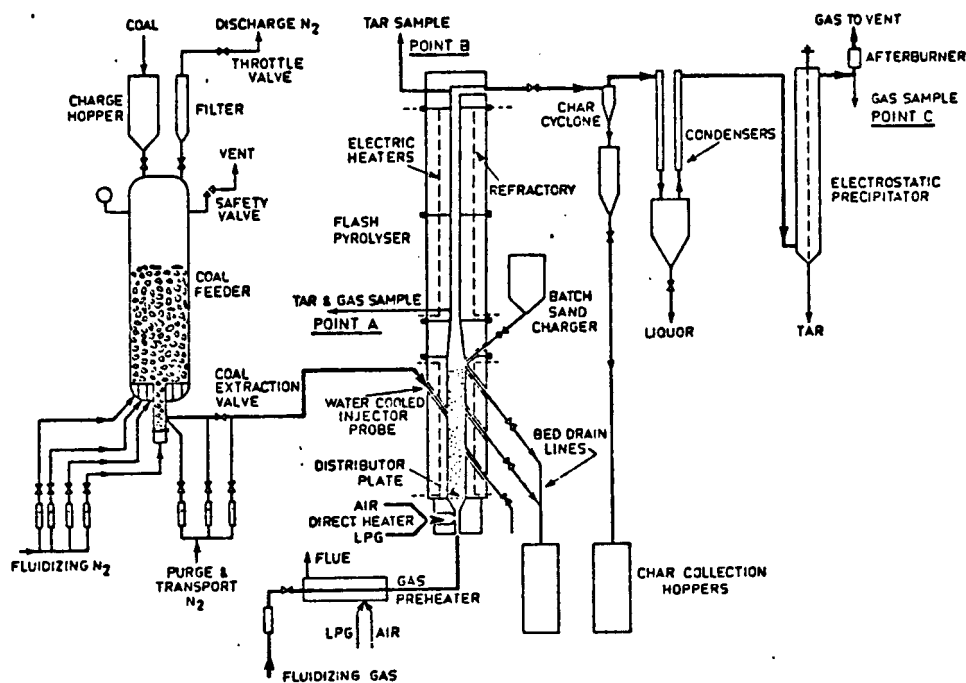 COAL
DISCHARGE N2
THROTTLE
VALVE
CHARGE
HOPPER
FILTER
VENT
SAFETY
VALVE
COAL
FEEDER
COAL
EXTRACTION
VALVE
FLUIDIZING N2
PURGE &
TRANSPORT
N2
TAR SAMPLE
POINT B
ELECTRIC
HEATERS
REFRACTORY
FLASH
PYROLYSER
TAR & GAS SAMPLE
POINT A
BATCH
SAND
CHARGER
WATER COOLED
INJECTOR
PROBE
DISTRIBUTOR
PLATE
BED DRAIN
LINES
AIR
DIRECT HEATER
LPG
FLUE
GAS
PREHEATER
LPG
AIR
FLUIDIZING GAS
CHAR
CYCLONE
CONDENSERS
LIQUOR
GAS TO VENT
AFTERBURNER
GAS SAMPLE
POINT C
ELECTROSTATIC
PRECIPITATOR
TAR
CHAR COLLECTION
HOPPERS